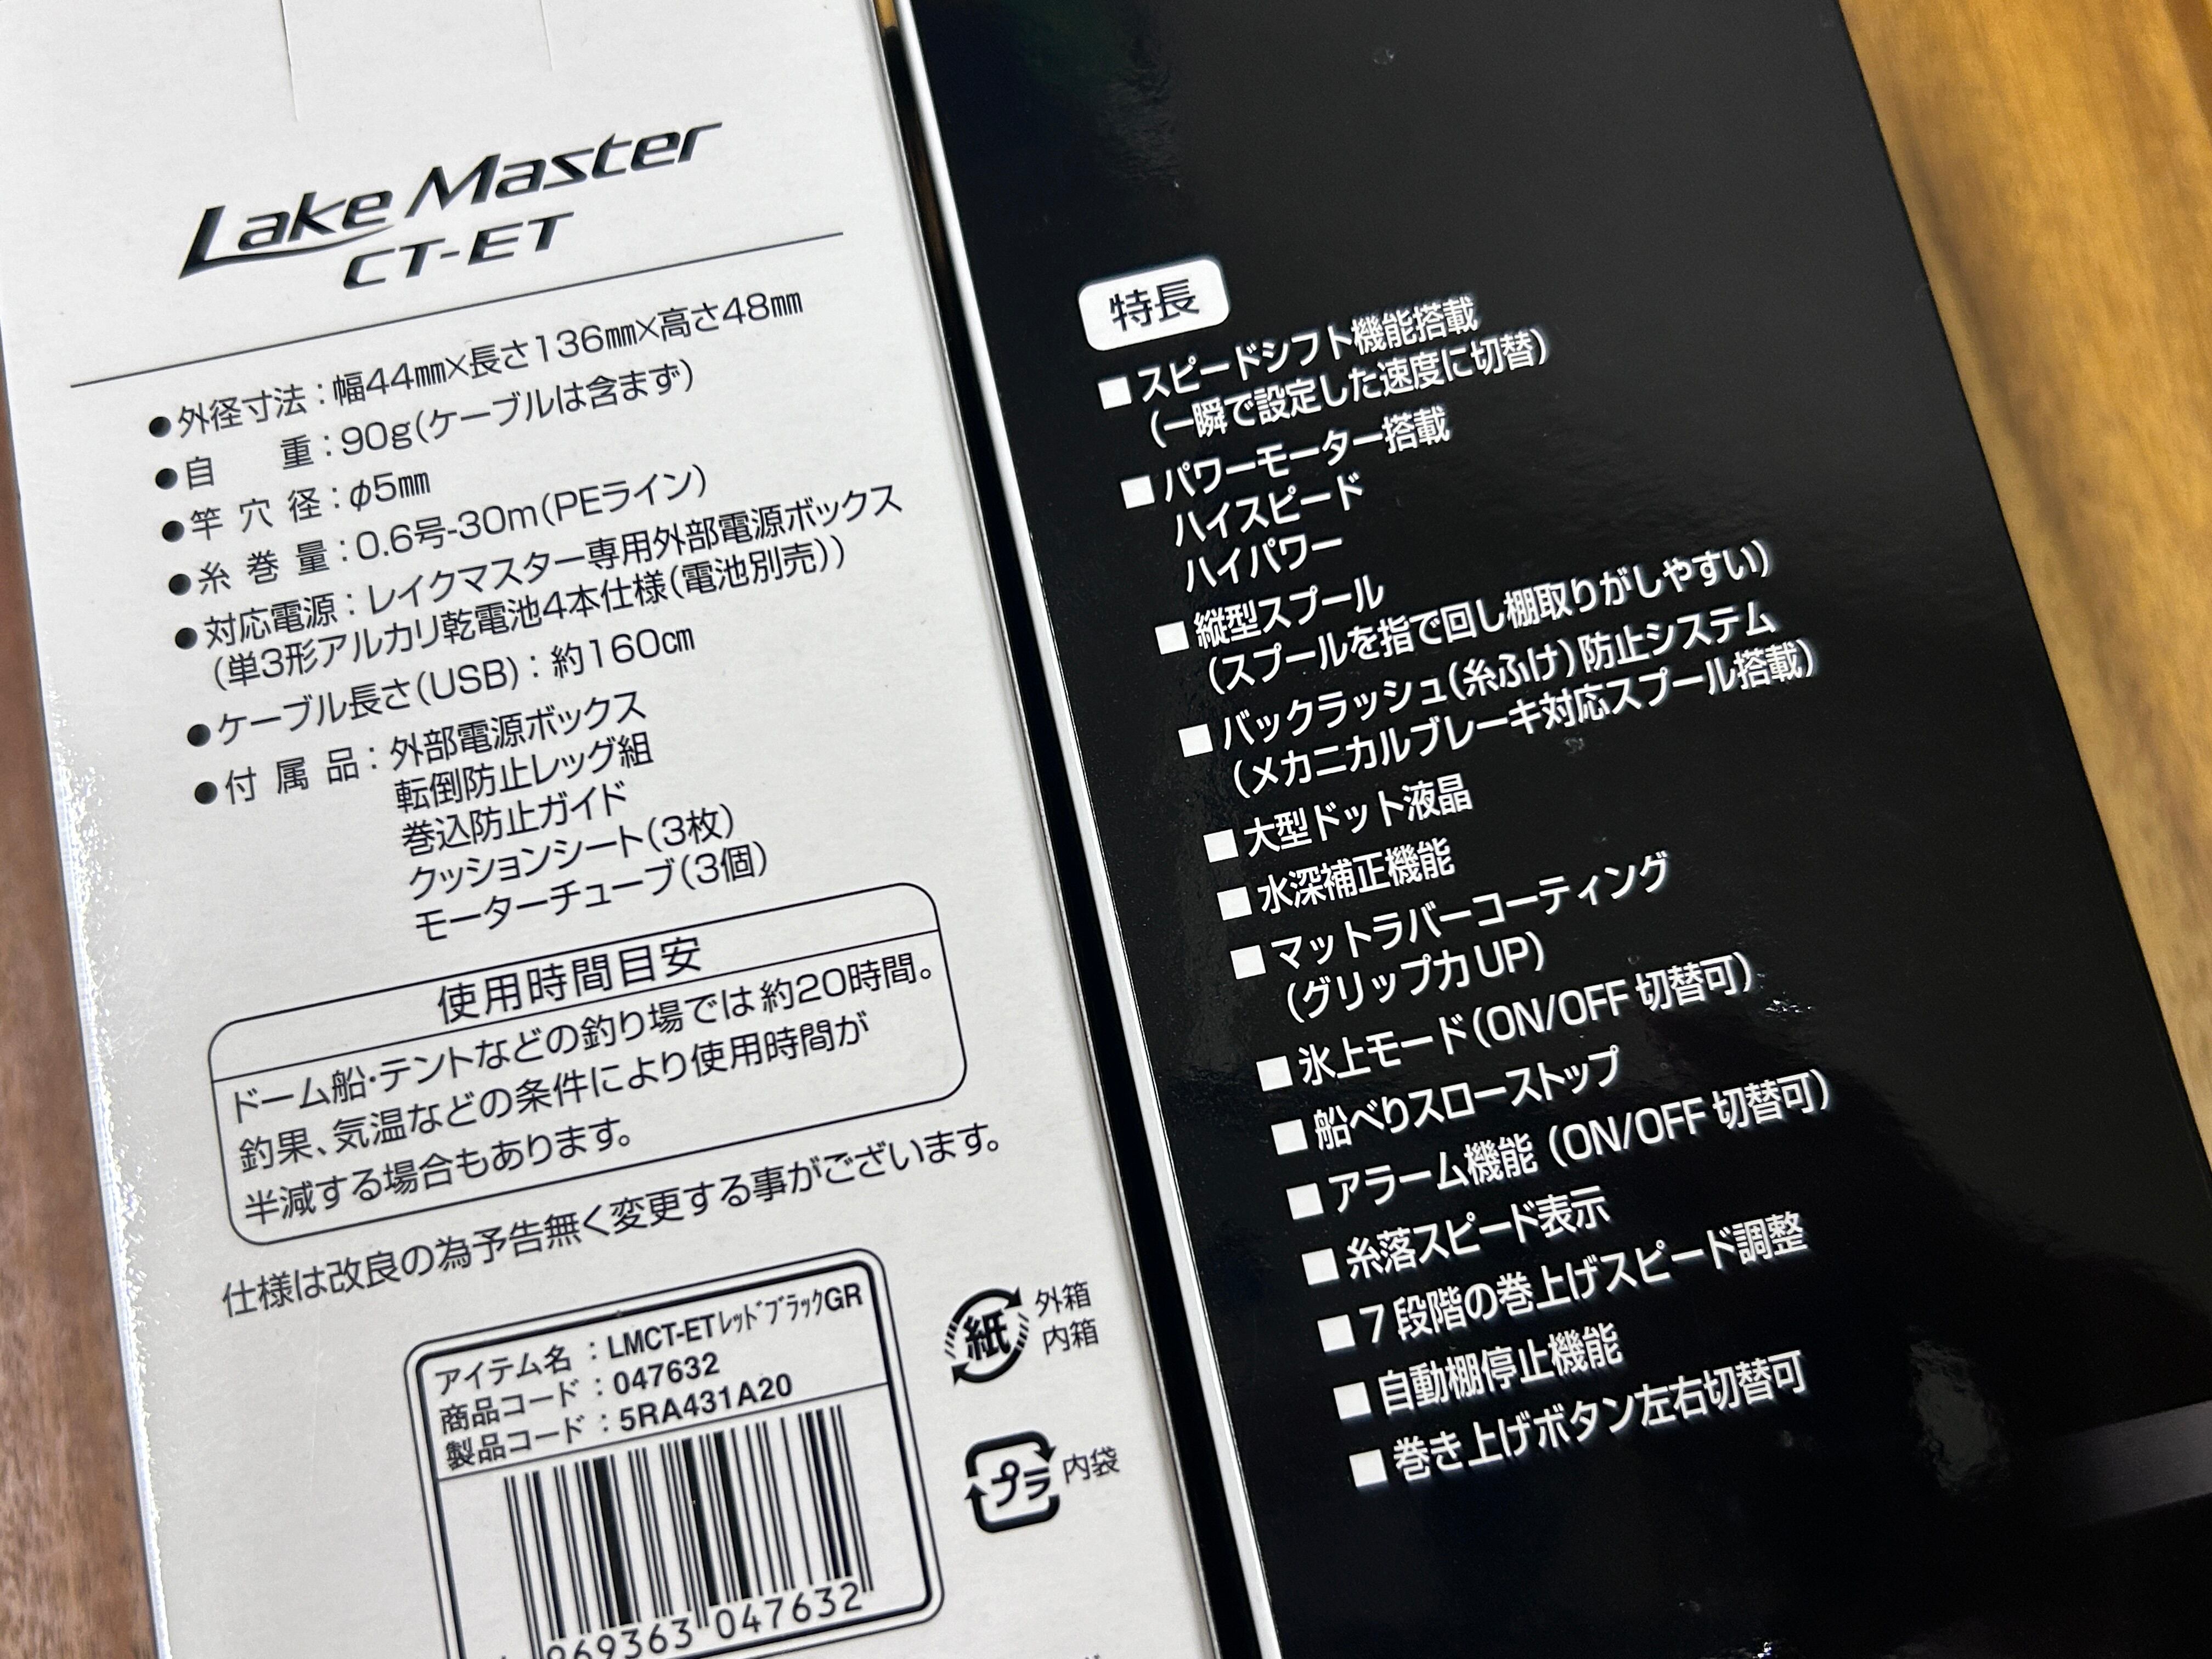 Lake Master
CT-ET
●外径寸法：幅44㎜×長さ136㎜×高さ48㎜
●自　重：90g(ケーブルは含まず)
●竿穴径：φ5㎜
●糸巻量：0.6号-30m(PEライン)
●対応電源：レイクマスター専用外部電源ボックス
(単3形アルカリ乾電池4本仕様(電池別売))
●ケーブル長さ(USB)：約160㎝
●付属品：外部電源ボックス
転倒防止レッグ組
巻込防止ガイド
クッションシート(3枚)
モーターチューブ(3個)
使用時間目安
ドーム船・テントなどの釣り場では約20時間。
釣果、気温などの条件により使用時間が
半減する場合もあります。
仕様は改良の為予告無く変更する事がございます。
アイテム名：LMCT-ETﾚｯﾄﾞﾌﾞﾗｯｸGR
商品コード：047632
製品コード：5RA431A20
969363 047632
紙 外箱
内箱
プラ 内袋
特長
■スピードシフト機能搭載
(一瞬で設定した速度に切替)
■パワーモーター搭載
ハイスピード
ハイパワー
■縦型スプール
(スプールを指で回し棚取りがしやすい)
■バックラッシュ(糸ふけ)防止システム
(メカニカルブレーキ対応スプール搭載)
■大型ドット液晶
■水深補正機能
■マットラバーコーティング
(グリップ力UP)
■氷上モード(ON/OFF 切替可)
■船べりスローストップ
■アラーム機能 (ON/OFF 切替可)
■糸落スピード表示
■7段階の巻上げスピード調整
■自動棚停止機能
■巻き上げボタン左右切替可